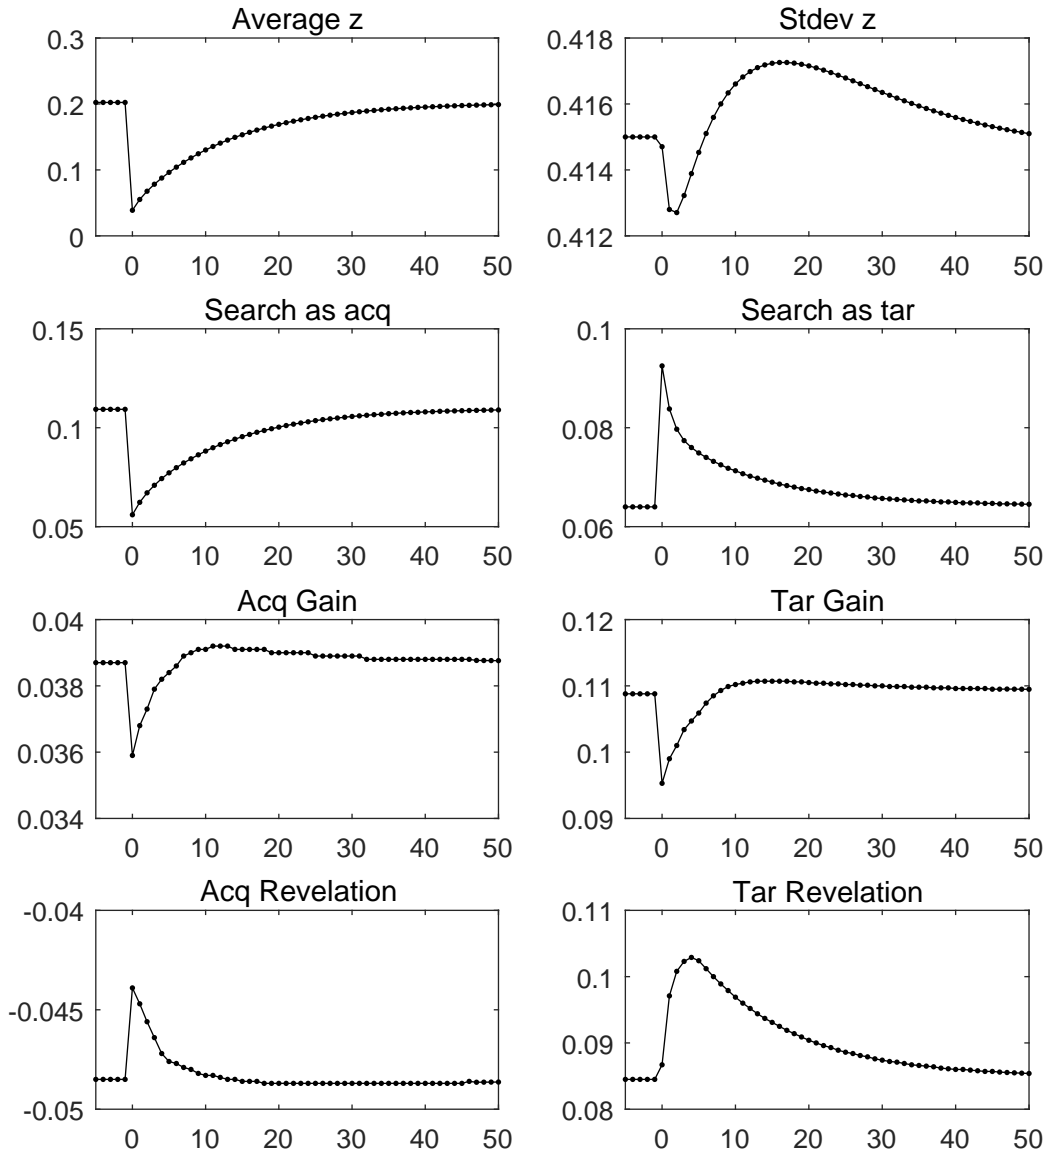 Average z
0.3
0.2
0.1
0
0 10 20 30 40 50
Stdev z
0.418
0.416
0.414
0.412
0 10 20 30 40 50
Search as acq
0.15
0.1
0.05
0 10 20 30 40 50
Search as tar
0.1
0.08
0.06
0 10 20 30 40 50
Acq Gain
0.04
0.038
0.036
0.034
0 10 20 30 40 50
Tar Gain
0.12
0.11
0.1
0.09
0 10 20 30 40 50
Acq Revelation
-0.04
-0.045
-0.05
0 10 20 30 40 50
Tar Revelation
0.11
0.1
0.09
0.08
0 10 20 30 40 50